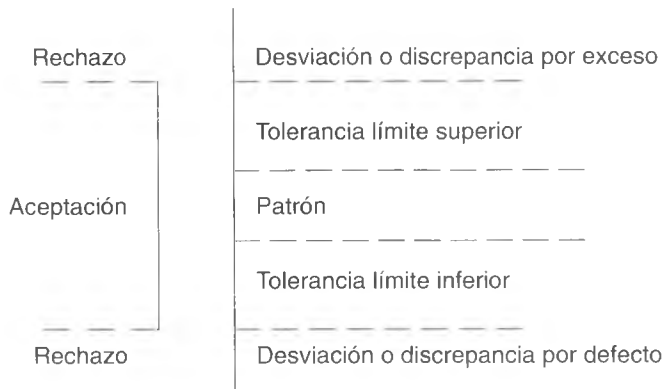 Rechazo Desviación o discrepancia por exceso
Tolerancia límite superior
Aceptación Patrón
Tolerancia límite inferior
Rechazo Desviación o discrepancia por defecto